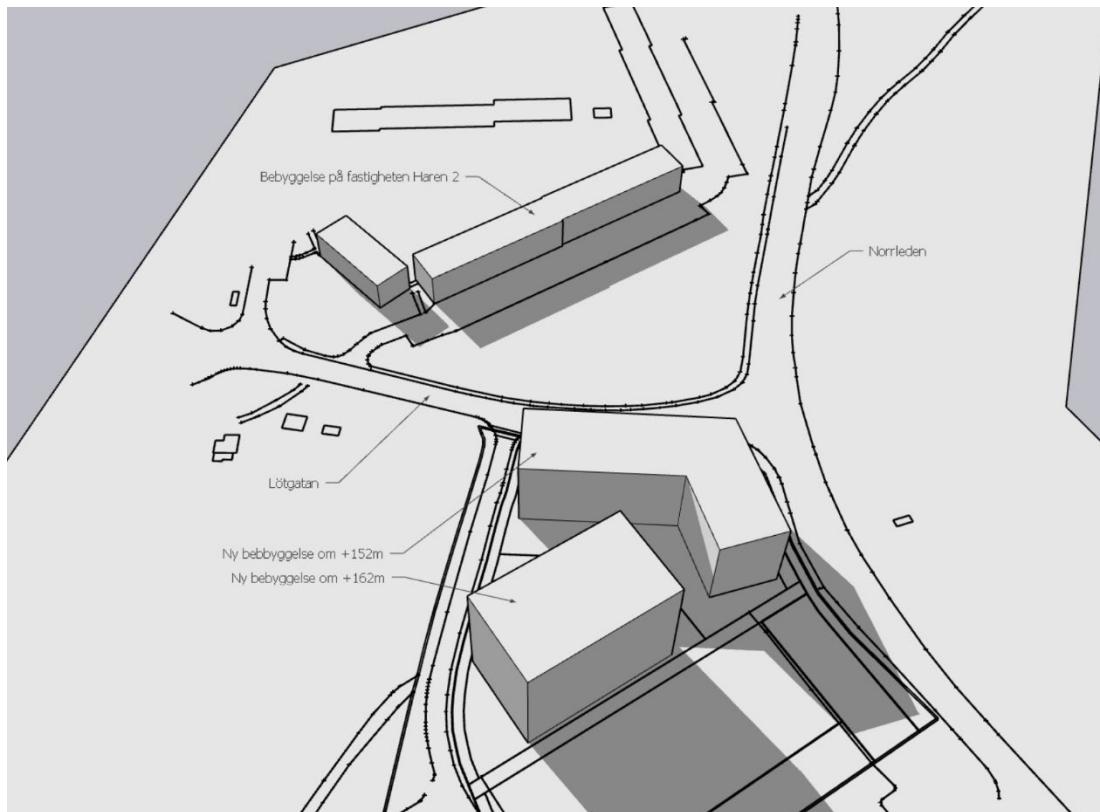 Bebyggelse på fastigheten Haren 2
Norrleden
Lötgatan
Ny bebbyggelse om +152m
Ny bebyggelse om +162m